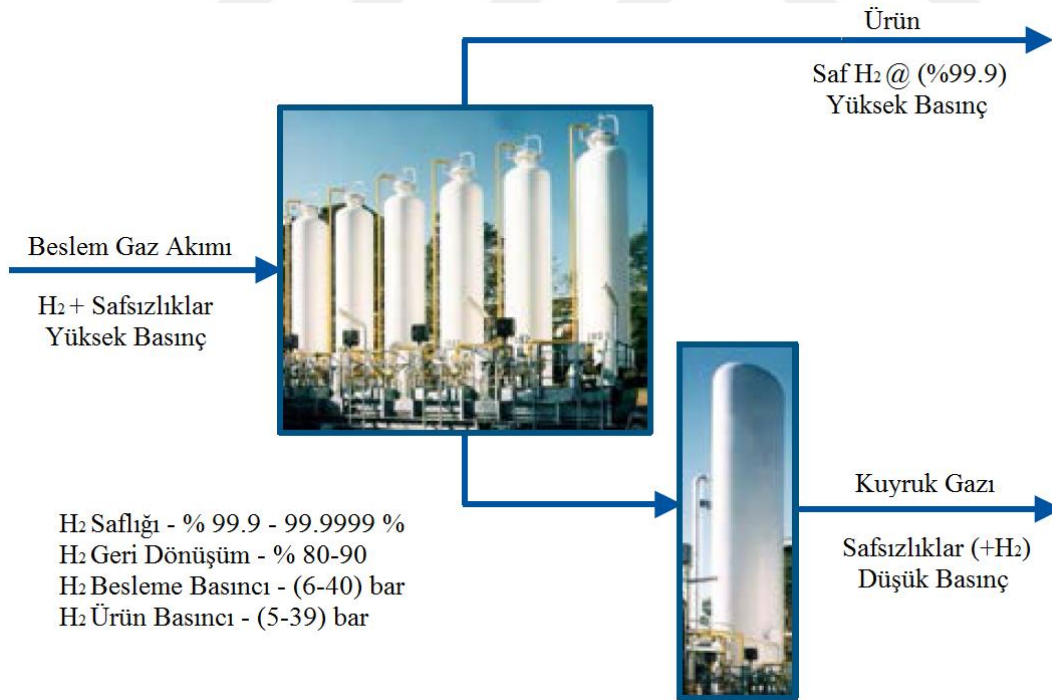 Ürün
Saf H₂ @ (%99.9)
Yüksek Basınç
Beslem Gaz Akımı
H₂ + Safsızlıklar
Yüksek Basınç
Kuyruk Gazı
Safsızlıklar (+H₂)
Düşük Basınç
H₂ Saflığı - % 99.9 - 99.9999 %
H₂ Geri Dönüşüm - % 80-90
H₂ Besleme Basıncı - (6-40) bar
H₂ Ürün Basıncı - (5-39) bar